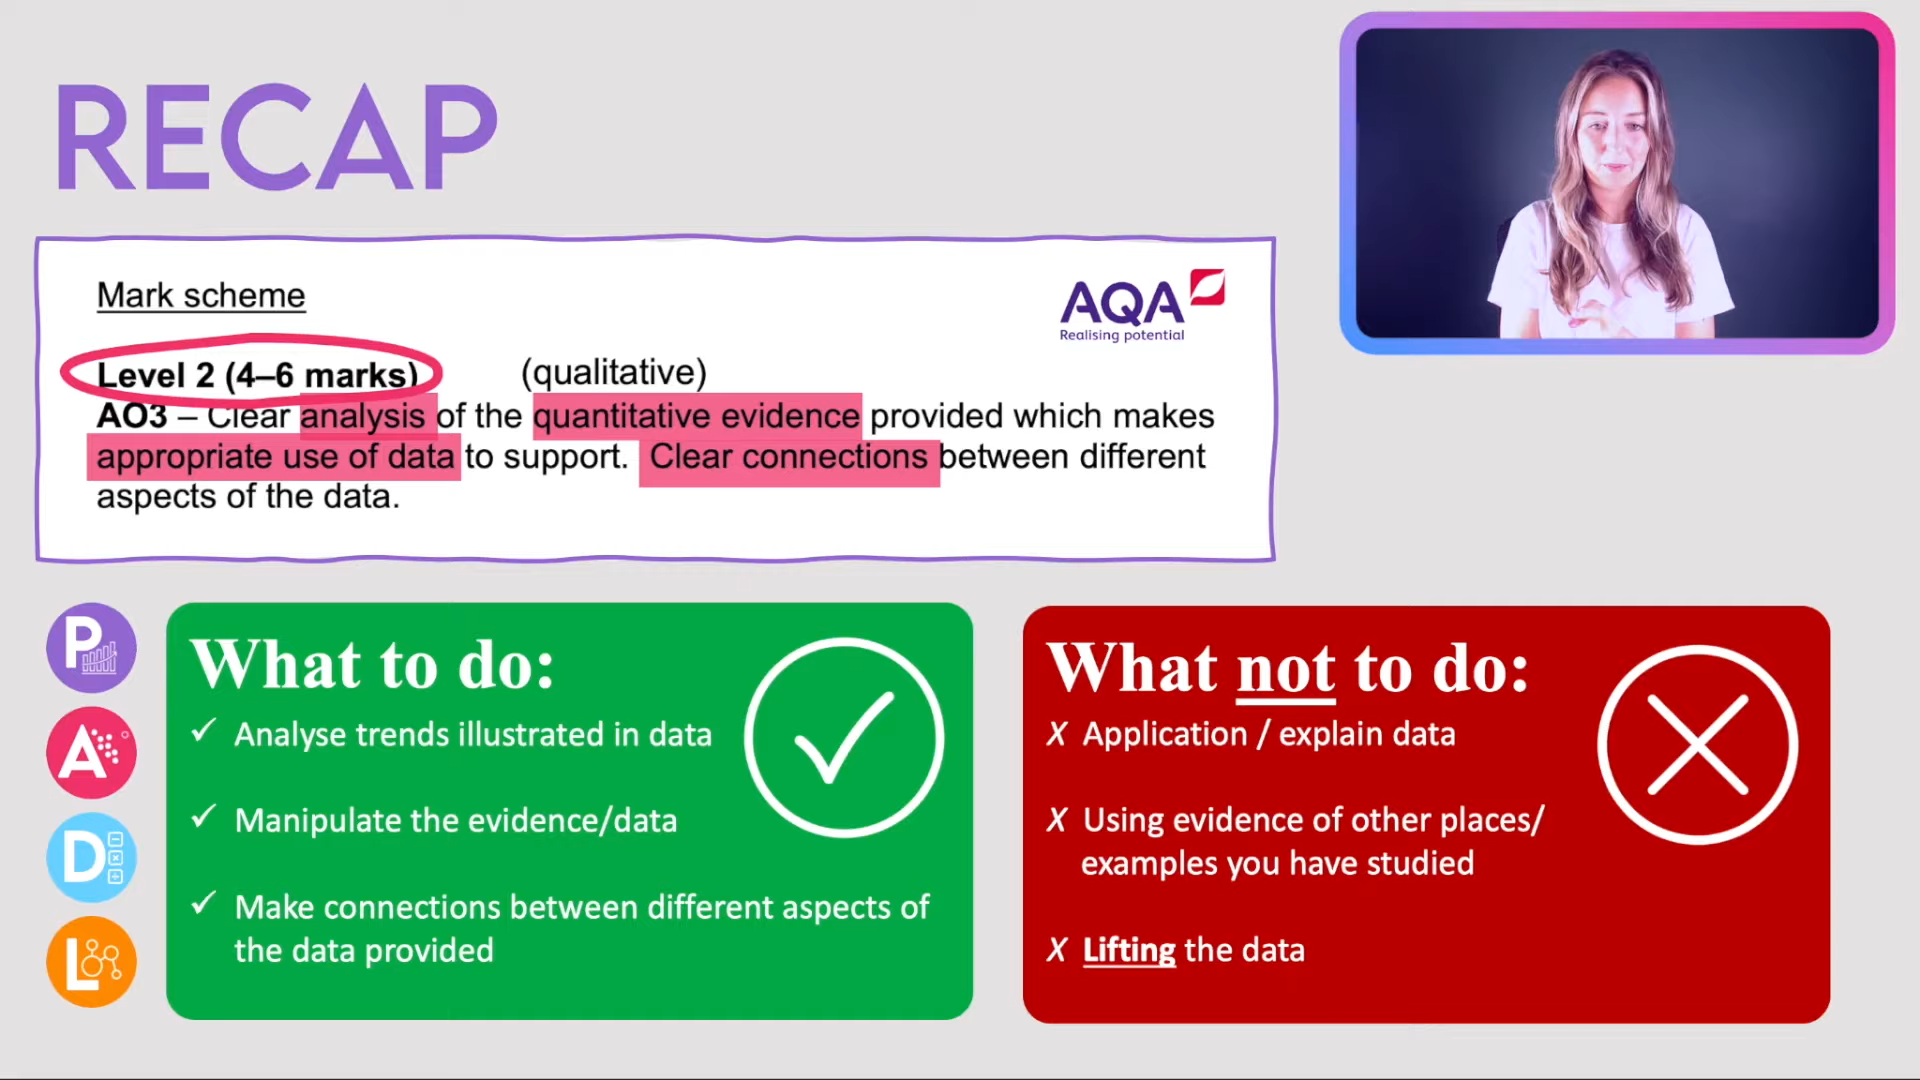 RECAP
Mark scheme
AQA
Realising potential
Level 2 (4–6 marks)
(qualitative)
AO3 – Clear analysis of the quantitative evidence provided which makes
appropriate use of data to support. Clear connections between different
aspects of the data.
P
A
D
L
What to do:
✓ Analyse trends illustrated in data
✓ Manipulate the evidence/data
✓ Make connections between different aspects of
the data provided
What not to do:
X Application / explain data
X Using evidence of other places/
examples you have studied
X Lifting the data